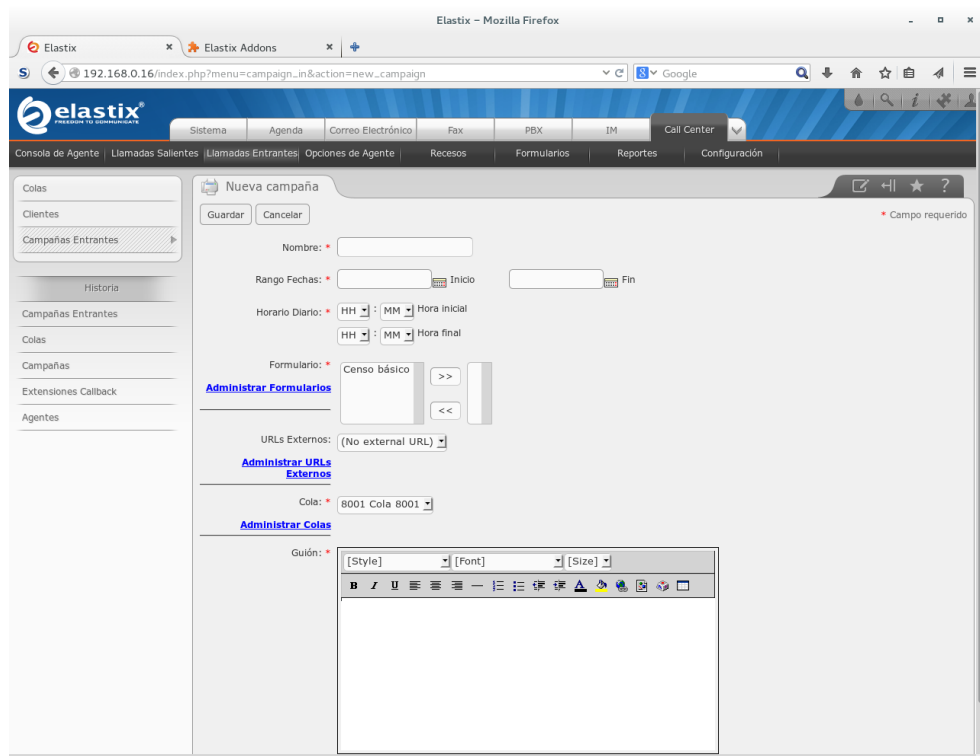 Elastix - Mozilla Firefox
Elastix
Elastix Addons
192.168.0.16/index.php?menu=campaign_in&action=new_campaign
Google
elastix®
FREEDOM TO COMMUNICATE
Sistema Agenda Correo Electrónico Fax PBX IM Call Center
Consola de Agente Llamadas Salientes Llamadas Entrantes Opciones de Agente Recesos Formularios Reportes Configuración
Colas
Clientes
Campañas Entrantes
Historia
Campañas Entrantes
Colas
Campañas
Extensiones Callback
Agentes
Nueva campaña
Guardar Cancelar
* Campo requerido
Nombre: *
Rango Fechas: * Inicio Fin
Horario Diario: * HH : MM Hora inicial
HH : MM Hora final
Formulario: * Censo básico >>
Administrar Formularios
<<
URLs Externos: (No external URL)
Administrar URLs
Externos
Cola: * 8001 Cola 8001
Administrar Colas
Guión: *
[Style] [Font] [Size]
B I U A